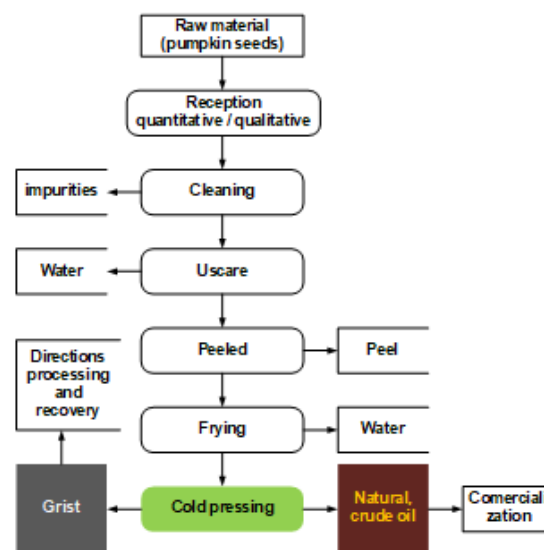 Raw material
(pumpkin seeds)
Reception
quantitative / qualitative
impurities
Cleaning
Water
Uscare
Directions
processing
and
recovery
Peeled
Peel
Frying
Water
Grist
Cold pressing
Natural,
crude oil
Comerciali
zation